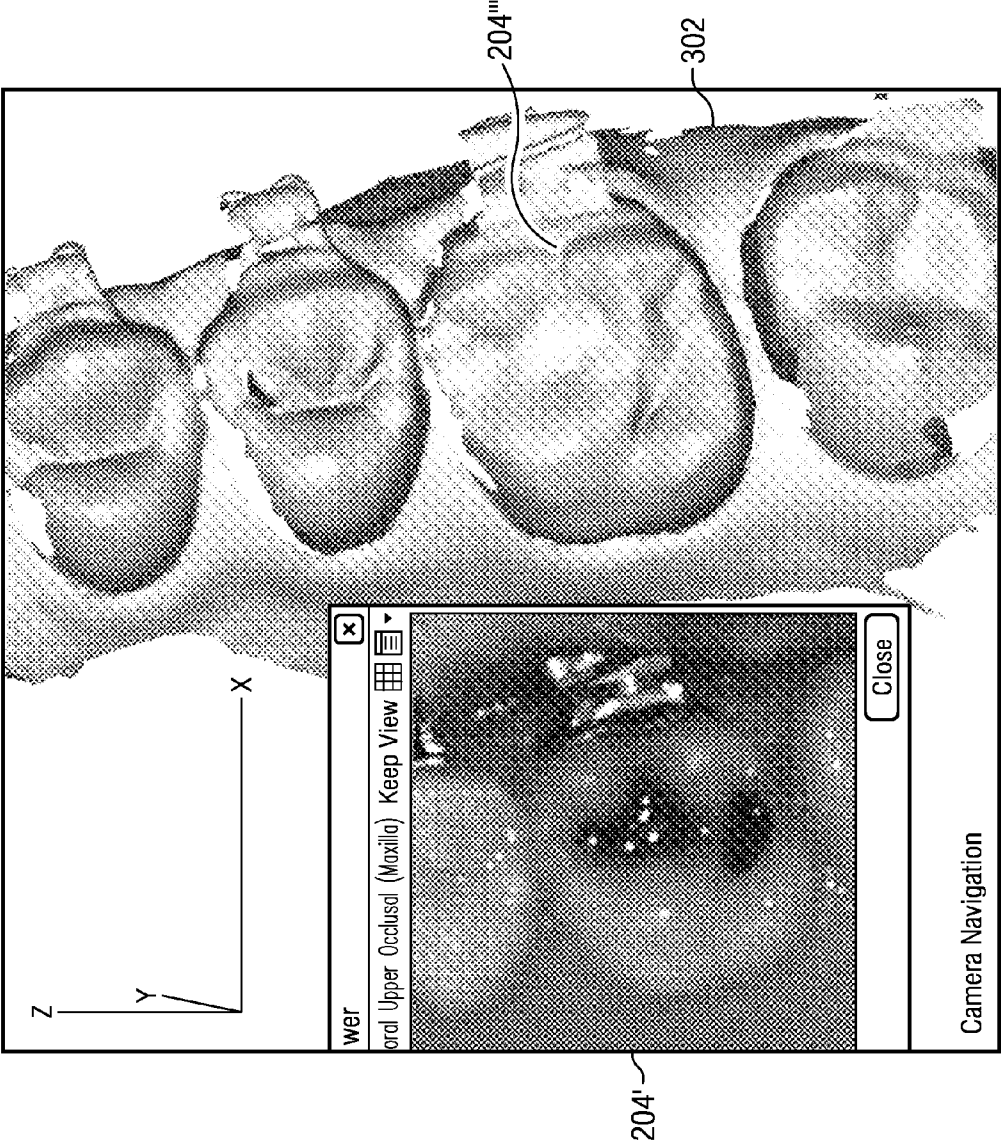 204'''
302
Z
Y
X
wer
oral Upper Occlusal (Maxilla) Keep View
Close
Camera Navigation
204'